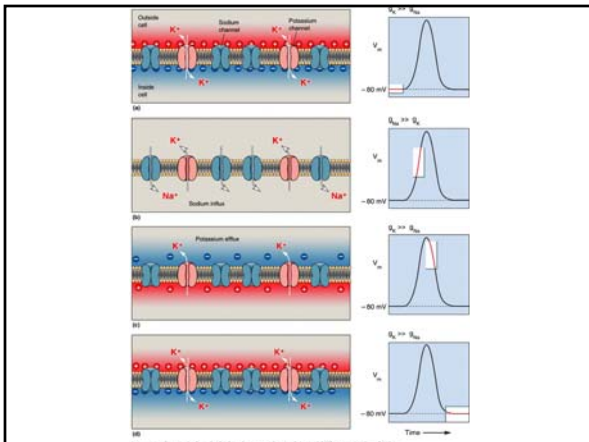 Outside cell
K⁺
Sodium channel
K⁺
Potassium channel
K⁺
K⁺
Inside cell
(a)
gK >> gNa
Vm
−80 mV
K⁺
K⁺
Na⁺
Sodium influx
Na⁺
(b)
gNa >> gK
Vm
−80 mV
Potassium efflux
K⁺
K⁺
(c)
gK >> gNa
Vm
−80 mV
K⁺
K⁺
K⁺
K⁺
(d)
gK >> gNa
Vm
−80 mV
Time